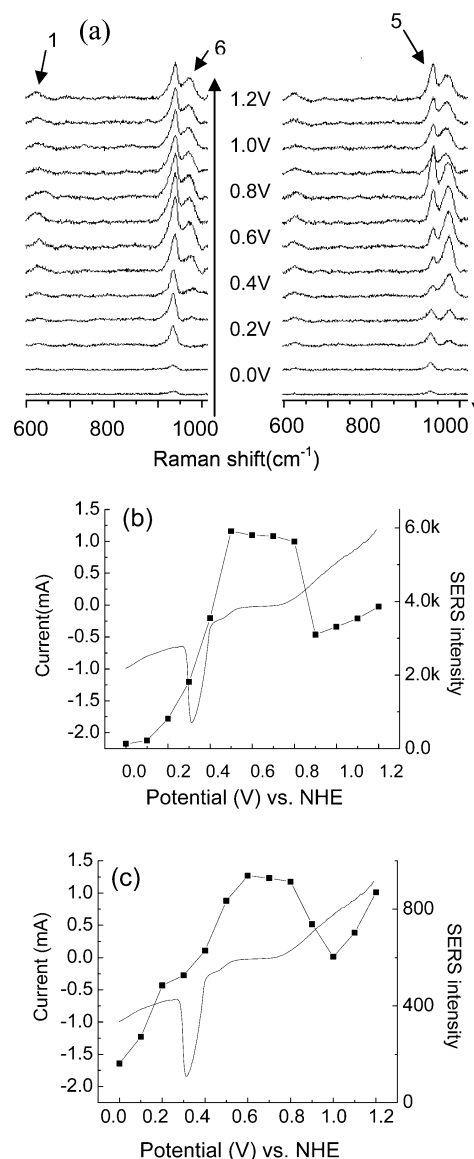 (a)
1
6
5
1.2V
1.0V
0.8V
0.6V
0.4V
0.2V
0.0V
600 800 1000
600 800 1000
Raman shift(cm⁻¹)
(b)
1.5
1.0
0.5
0.0
-0.5
-1.0
-1.5
-2.0
Current(mA)
6.0k
4.0k
2.0k
0.0
SERS intensity
0.0 0.2 0.4 0.6 0.8 1.0 1.2
Potential (V) vs. NHE
(c)
1.5
1.0
0.5
0.0
-0.5
-1.0
-1.5
-2.0
Current (mA)
800
400
0
SERS intensity
0.0 0.2 0.4 0.6 0.8 1.0 1.2
Potential (V) vs. NHE